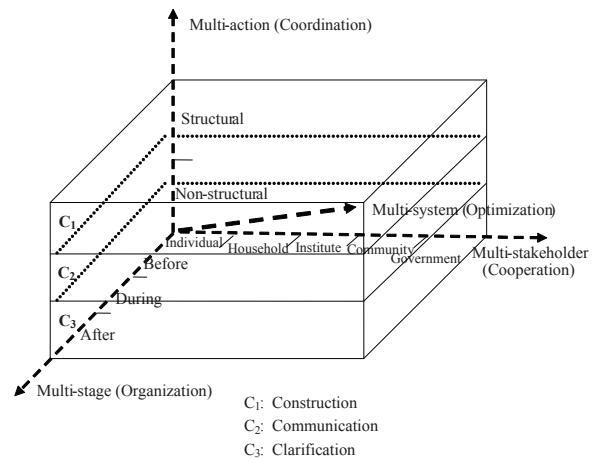 Multi-action (Coordination)
Structural
Non-structural
C1
Multi-system (Optimization)
Individual
Household
Institute
Community
Government
Multi-stakeholder
(Cooperation)
Before
C2
During
C3
After
Multi-stage (Organization)
C1: Construction
C2: Communication
C3: Clarification